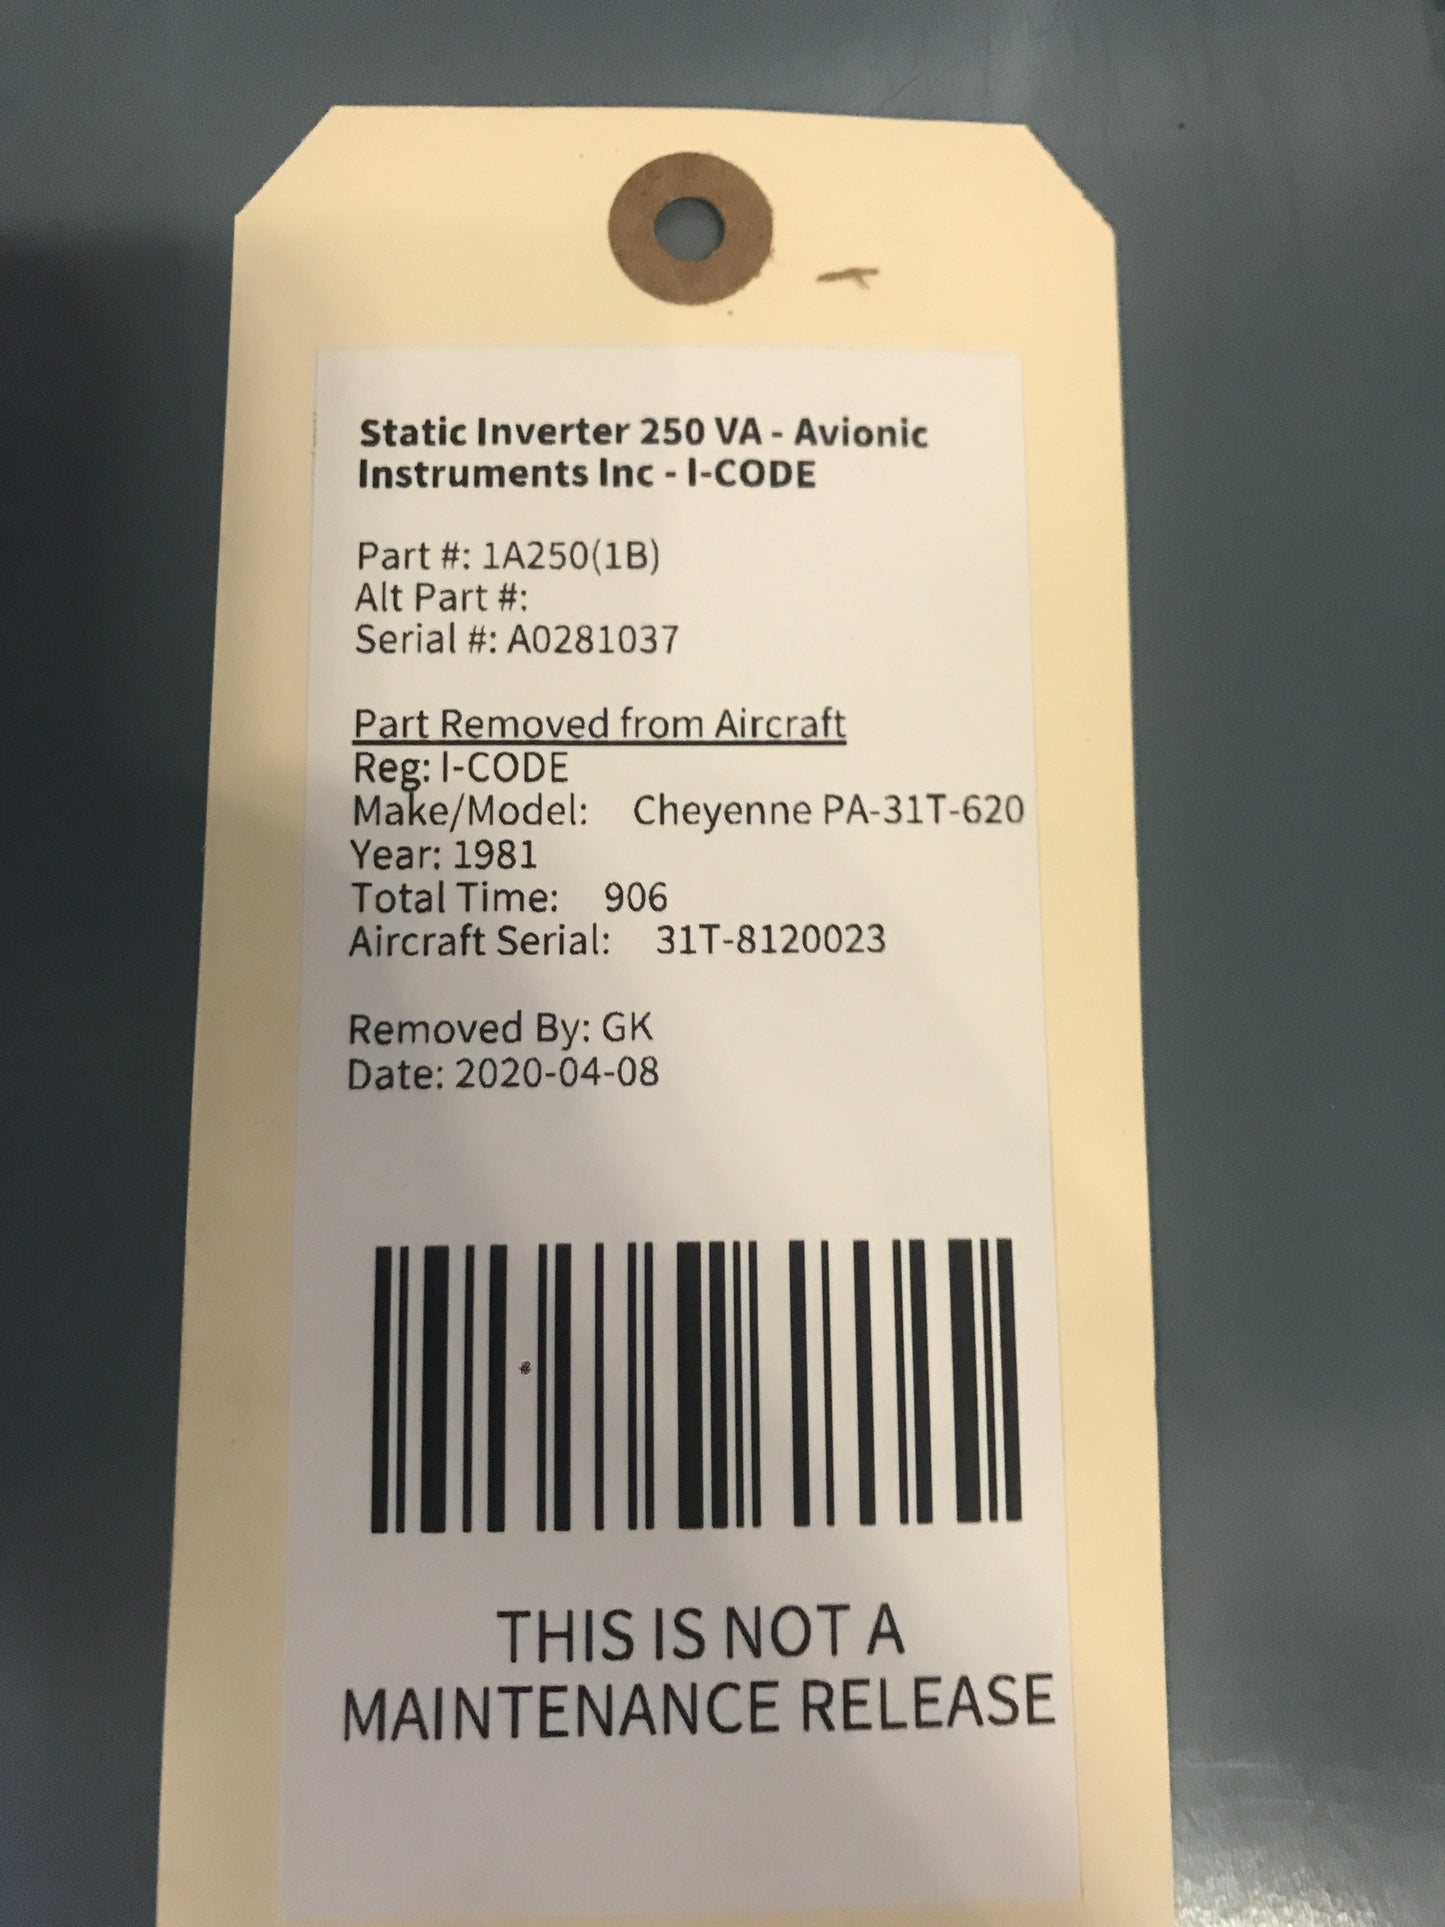 Static Inverter 250 VA - Avionic
Instruments Inc - I-CODE
Part #: 1A250(1B)
Alt Part #:
Serial #: A0281037
Part Removed from Aircraft
Reg: I-CODE
Make/Model: Cheyenne PA-31T-620
Year: 1981
Total Time: 906
Aircraft Serial: 31T-8120023
Removed By: GK
Date: 2020-04-08
THIS IS NOT A
MAINTENANCE RELEASE